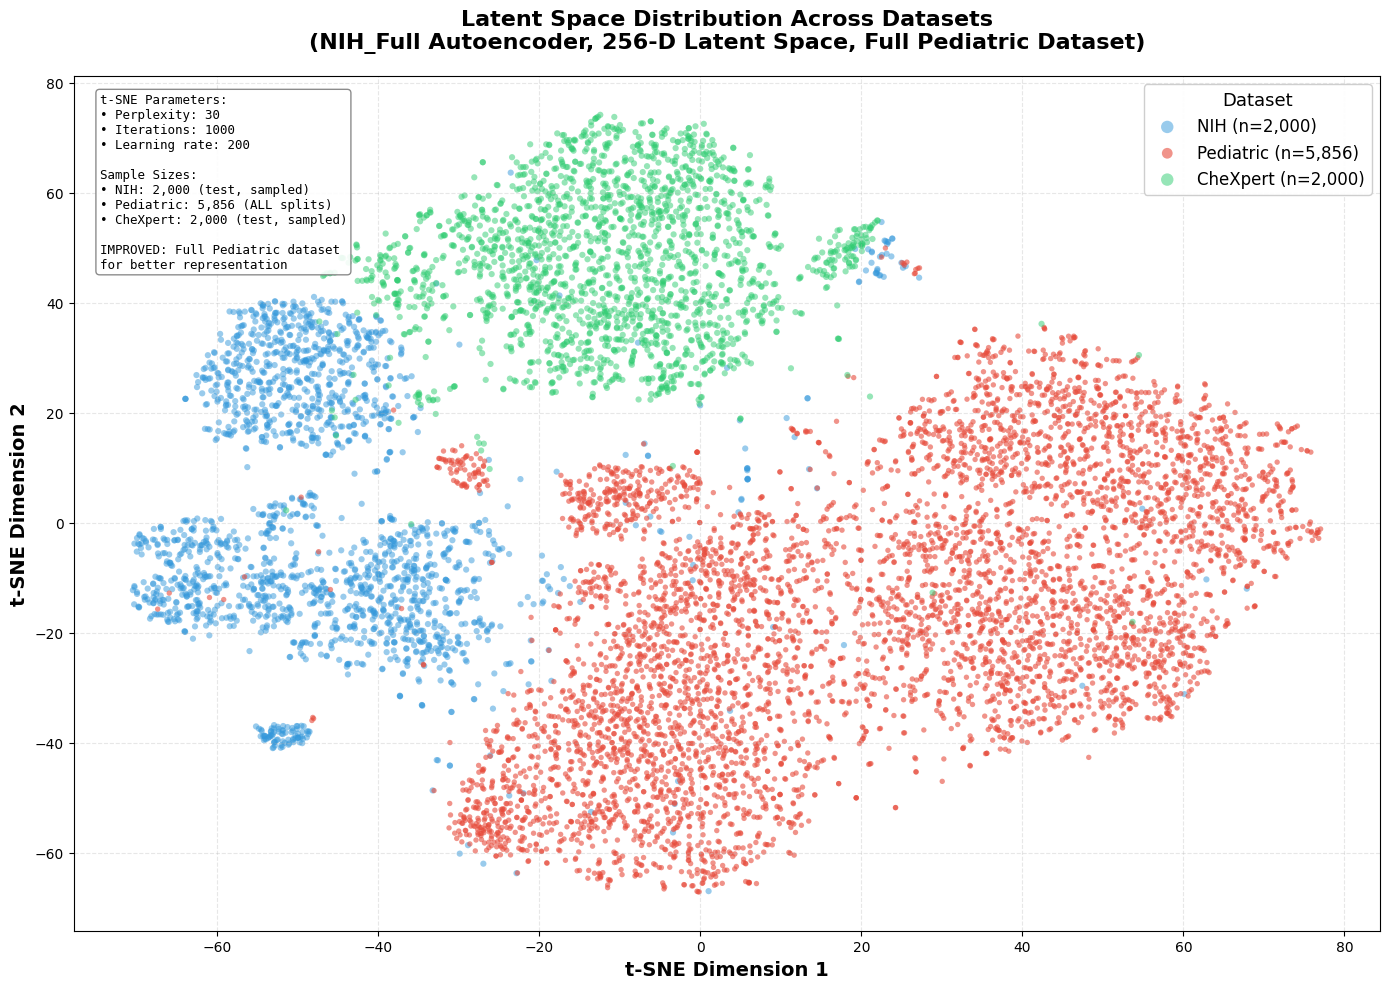 Latent Space Distribution Across Datasets
(NIH_Full Autoencoder, 256-D Latent Space, Full Pediatric Dataset)
t-SNE Parameters:
• Perplexity: 30
• Iterations: 1000
• Learning rate: 200
Sample Sizes:
• NIH: 2,000 (test, sampled)
• Pediatric: 5,856 (ALL splits)
• CheXpert: 2,000 (test, sampled)
IMPROVED: Full Pediatric dataset
for better representation
Dataset
NIH (n=2,000)
Pediatric (n=5,856)
CheXpert (n=2,000)
t-SNE Dimension 2
80
60
40
20
0
−20
−40
−60
−60
−40
−20
0
20
40
60
80
t-SNE Dimension 1